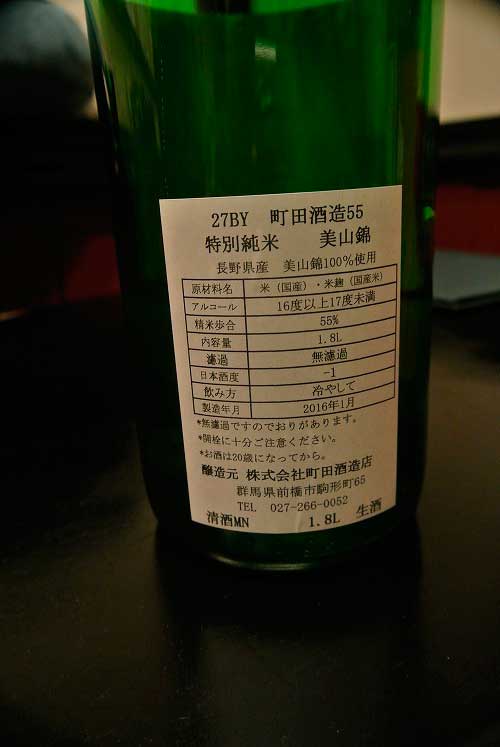 27BY 町田酒造55
特別純米 美山錦
長野県産 美山錦100%使用
原材料名 米（国産）・米麹（国産米）
アルコール 16度以上17度未満
精米歩合 55%
内容量 1.8L
濾過 無濾過
日本酒度 -1
飲み方 冷やして
製造年月 2016年1月
*無濾過ですのでおりがあります。
*開栓に十分ご注意ください。
*お酒は20歳になってから。
醸造元 株式会社町田酒造店
群馬県前橋市駒形町65
TEL 027-266-0052
清酒MN 1.8L 生酒